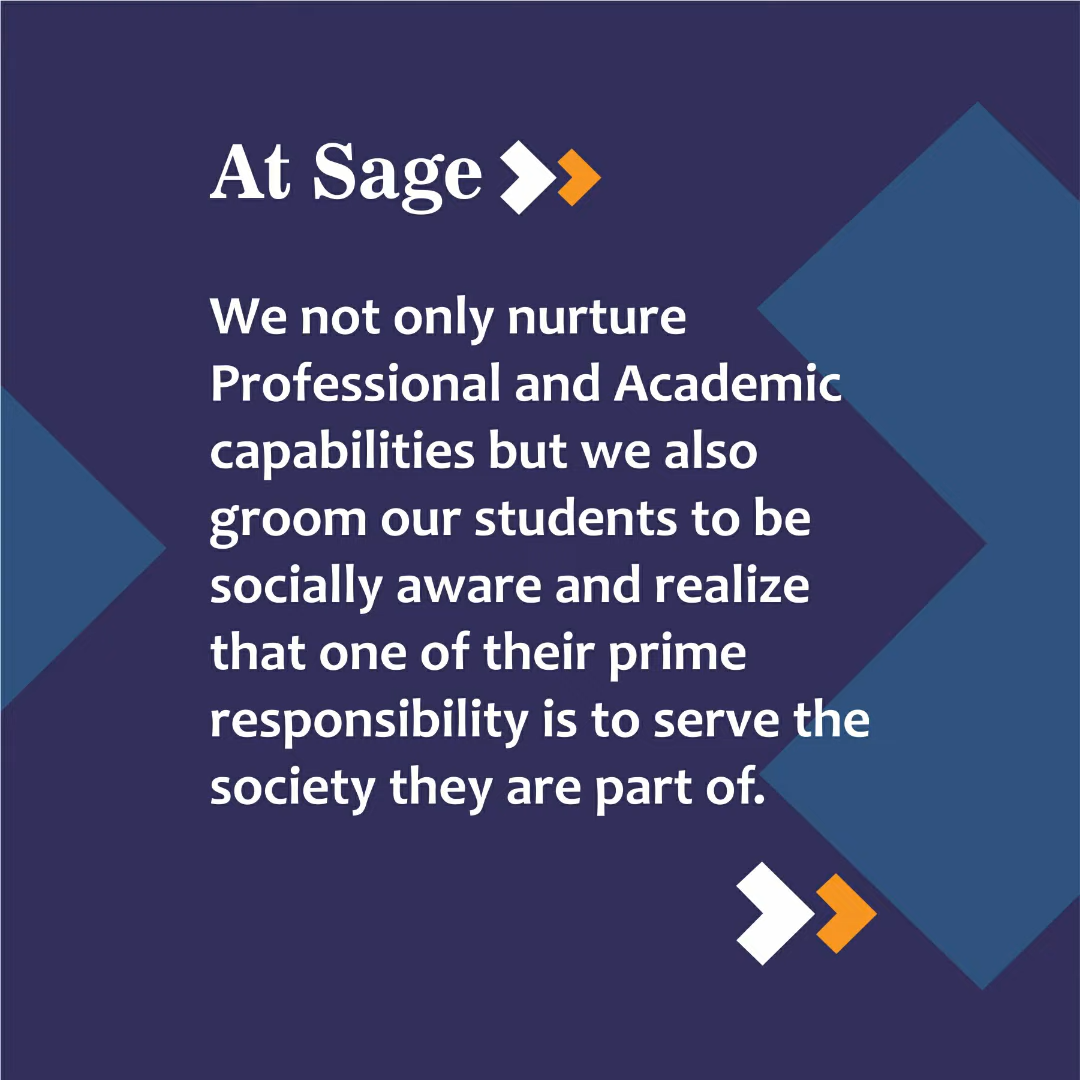 At Sage
We not only nurture
Professional and Academic
capabilities but we also
groom our students to be
socially aware and realize
that one of their prime
responsibility is to serve the
society they are part of.